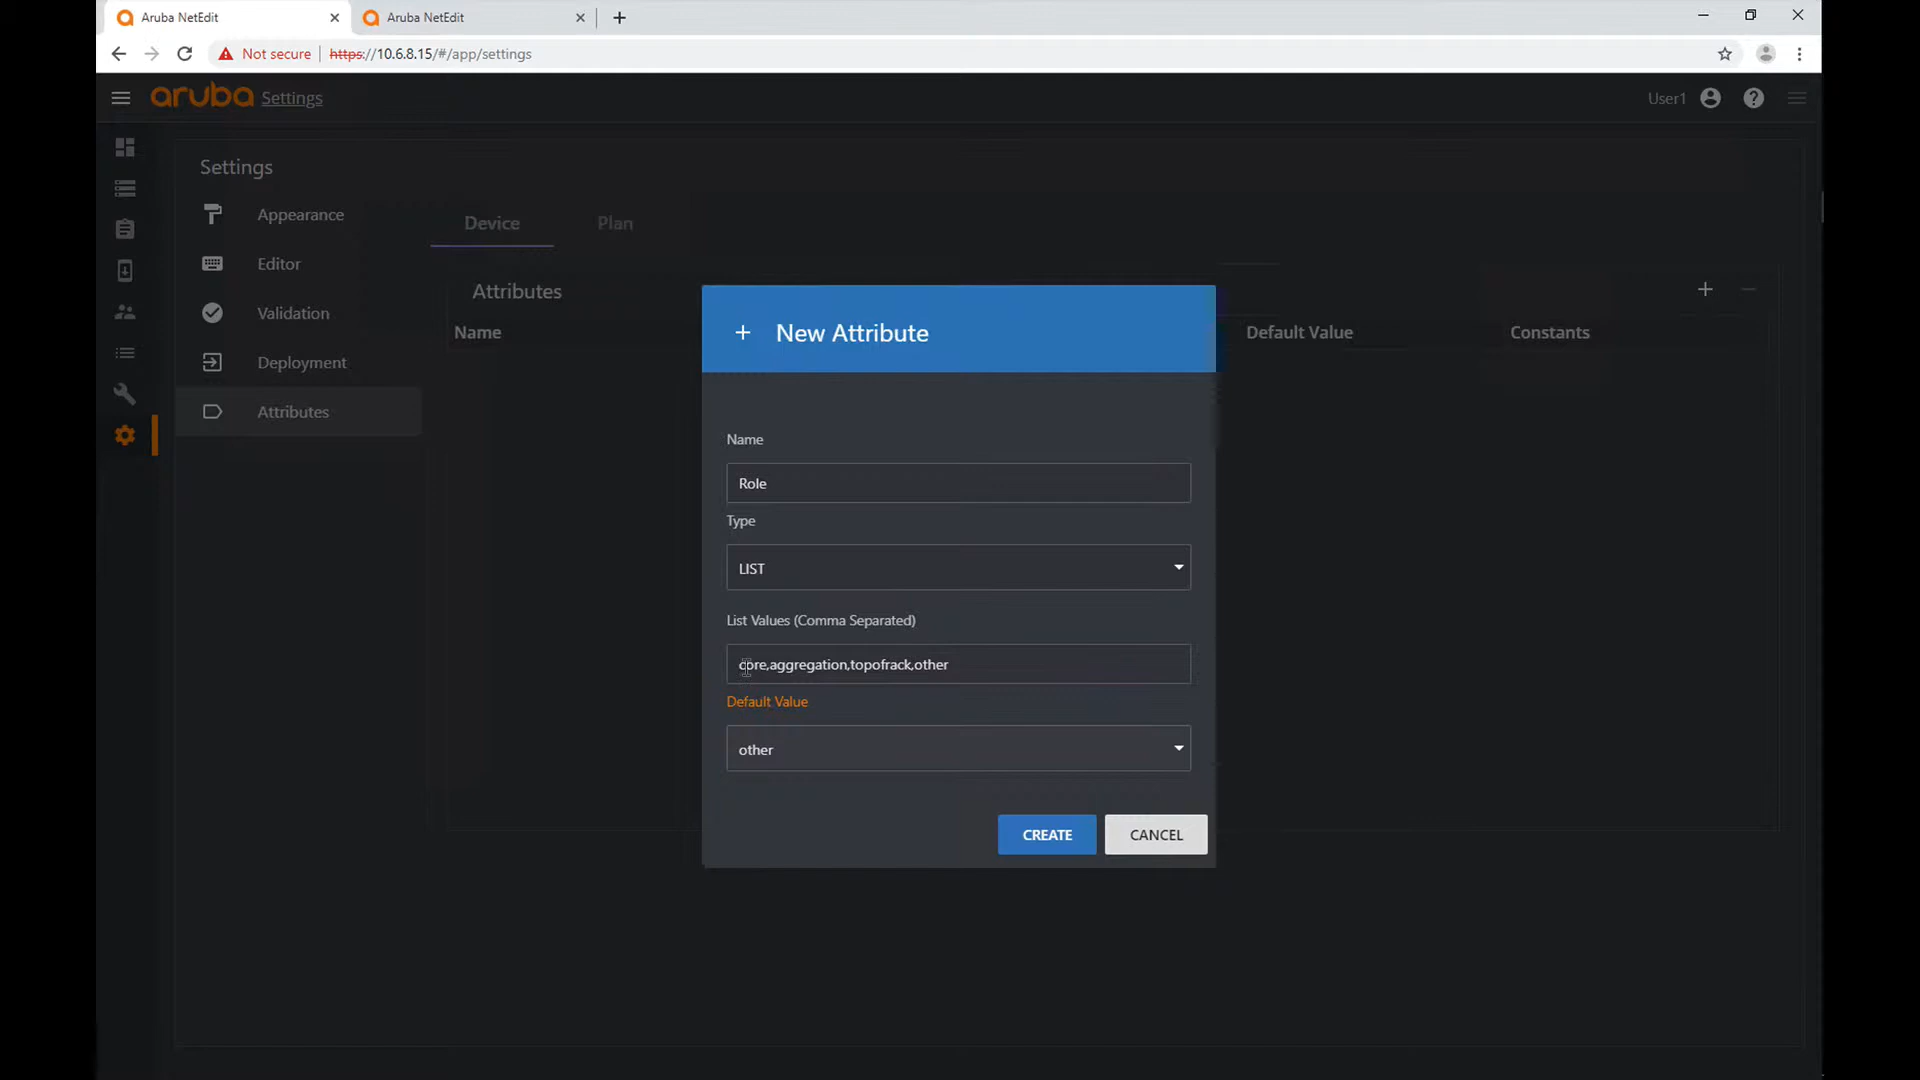 Aruba NetEdit
Aruba NetEdit
Not secure
https://10.6.8.15/#/app/settings
aruba Settings
User1
Settings
Appearance
Editor
Validation
Deployment
Attributes
Device
Plan
Attributes
Name
Default Value
Constants
+ New Attribute
Name
Role
Type
LIST
List Values (Comma Separated)
core,aggregation,topofrack,other
Default Value
other
CREATE
CANCEL